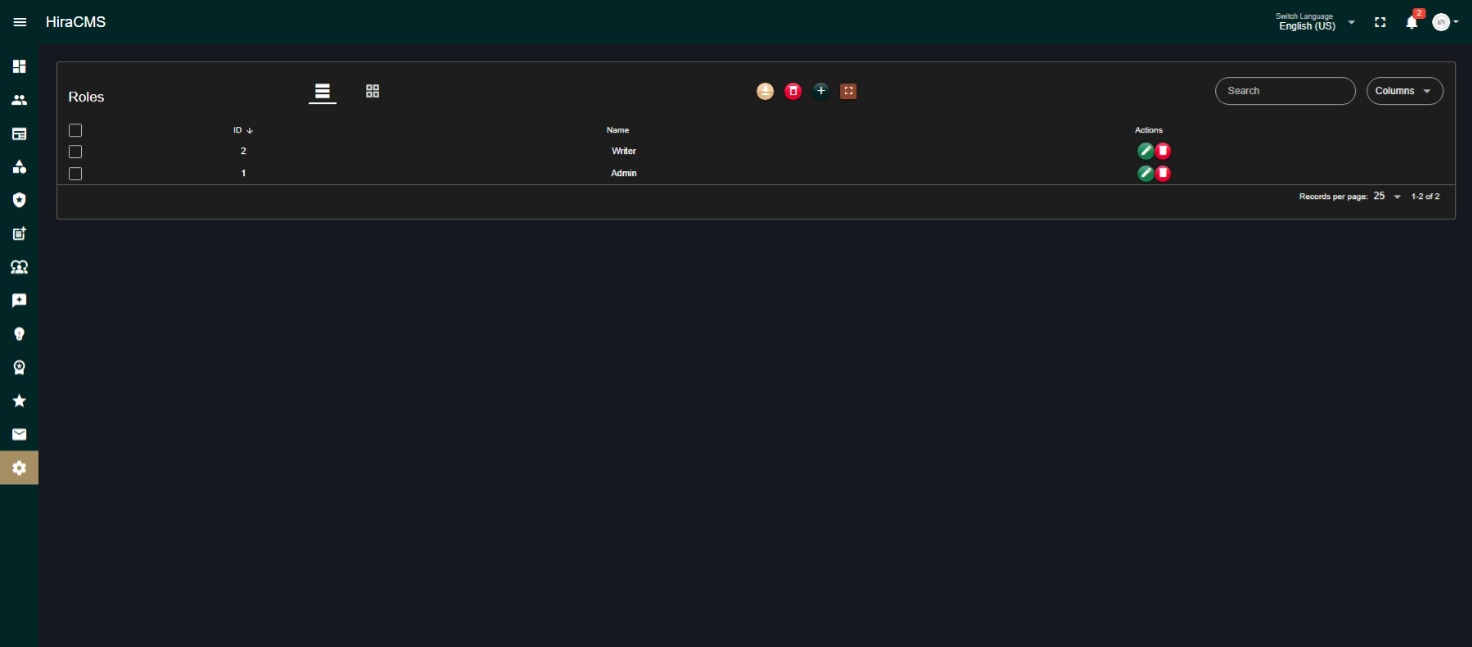 HiraCMS
Switch Language
English (US)
2
Roles
Search
Columns
ID Name Actions
2 Writer
1 Admin
Records per page: 25 1-2 of 2